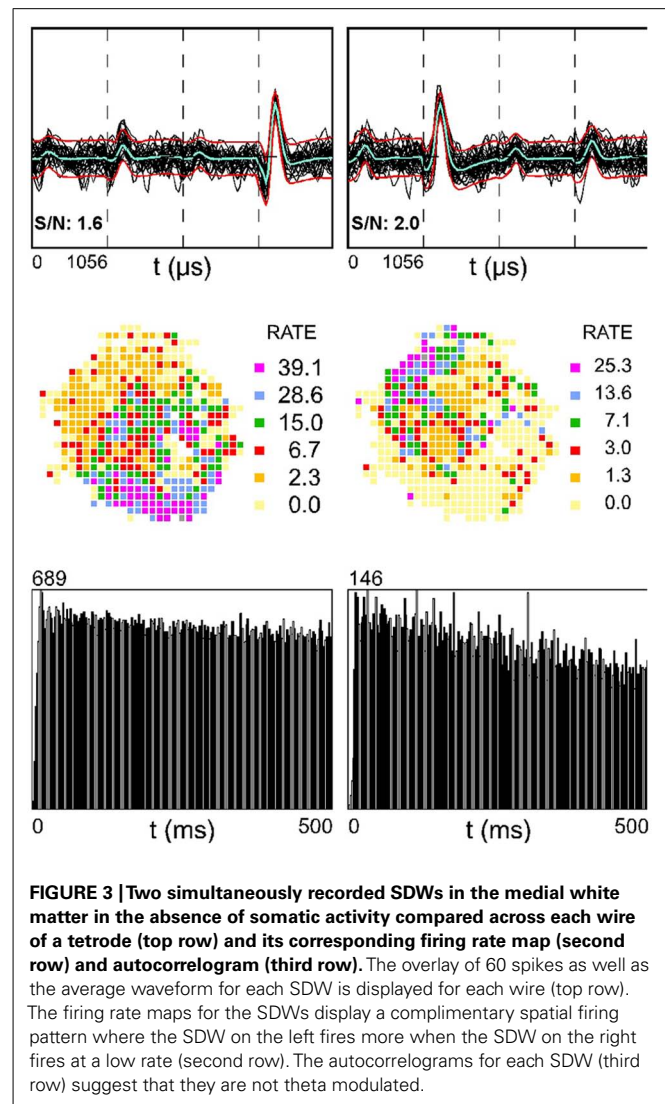 S/N: 1.6
S/N: 2.0
0 1056 t (µs)
0 1056 t (µs)
RATE
39.1
28.6
15.0
6.7
2.3
0.0
RATE
25.3
13.6
7.1
3.0
1.3
0.0
689
0 t (ms) 500
146
0 t (ms) 500
FIGURE 3 | Two simultaneously recorded SDWs in the medial white
matter in the absence of somatic activity compared across each wire
of a tetrode (top row) and its corresponding firing rate map (second
row) and autocorrelogram (third row). The overlay of 60 spikes as well as
the average waveform for each SDW is displayed for each wire (top row).
The firing rate maps for the SDWs display a complimentary spatial firing
pattern where the SDW on the left fires more when the SDW on the right
fires at a low rate (second row). The autocorrelograms for each SDW (third
row) suggest that they are not theta modulated.